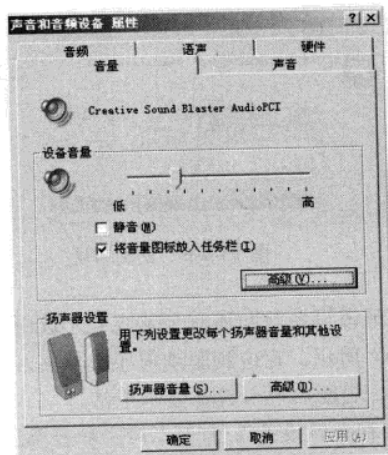 声音和音频设备 属性
音频 语声 硬件
音量 声音
Creative Sound Blaster AudioPCI
设备音量
低 高
静音(M)
将音量图标放入任务栏(I)
高级(V)...
扬声器设置
用下列设置更改每个扬声器音量和其他设
置。
扬声器音量(S)... 高级(D)...
确定 取消 应用(A)